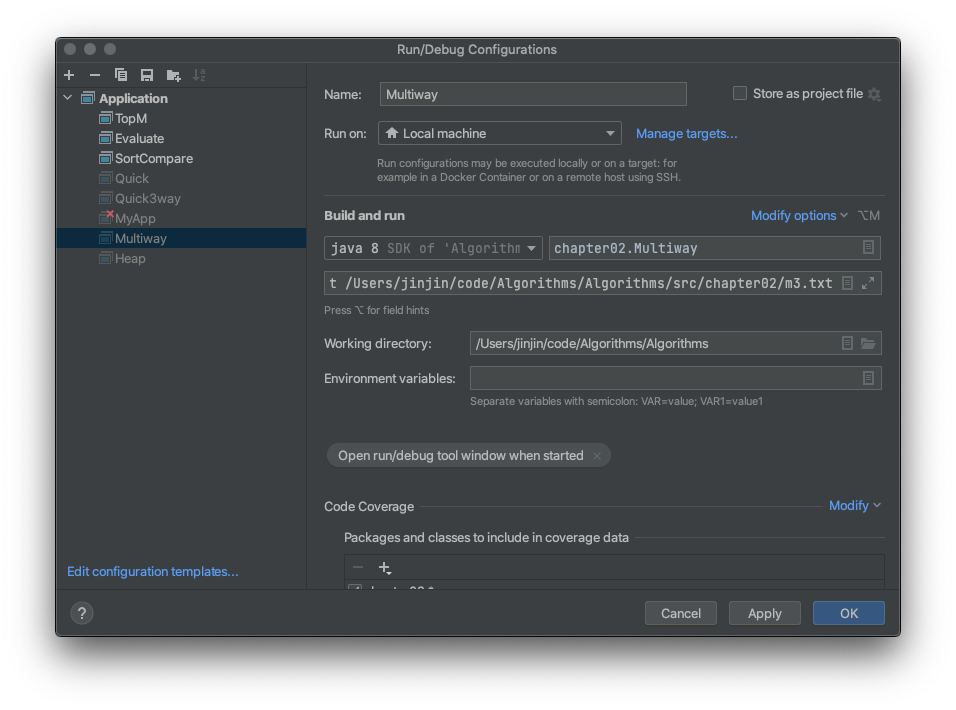 Run/Debug Configurations
Application
TopM
Evaluate
SortCompare
Quick
Quick3way
MyApp
Multiway
Heap
Edit configuration templates...
Name: Multiway Store as project file
Run on: Local machine Manage targets...
Run configurations may be executed locally or on a target: for
example in a Docker Container or on a remote host using SSH.
Build and run Modify options ⌥M
java 8 SDK of 'Algorithm chapter02.Multiway
t /Users/jinjin/code/Algorithms/Algorithms/src/chapter02/m3.txt
Press ⌥ for field hints
Working directory: /Users/jinjin/code/Algorithms/Algorithms
Environment variables:
Separate variables with semicolon: VAR=value; VAR1=value1
Open run/debug tool window when started ×
Code Coverage Modify
Packages and classes to include in coverage data
? Cancel Apply OK